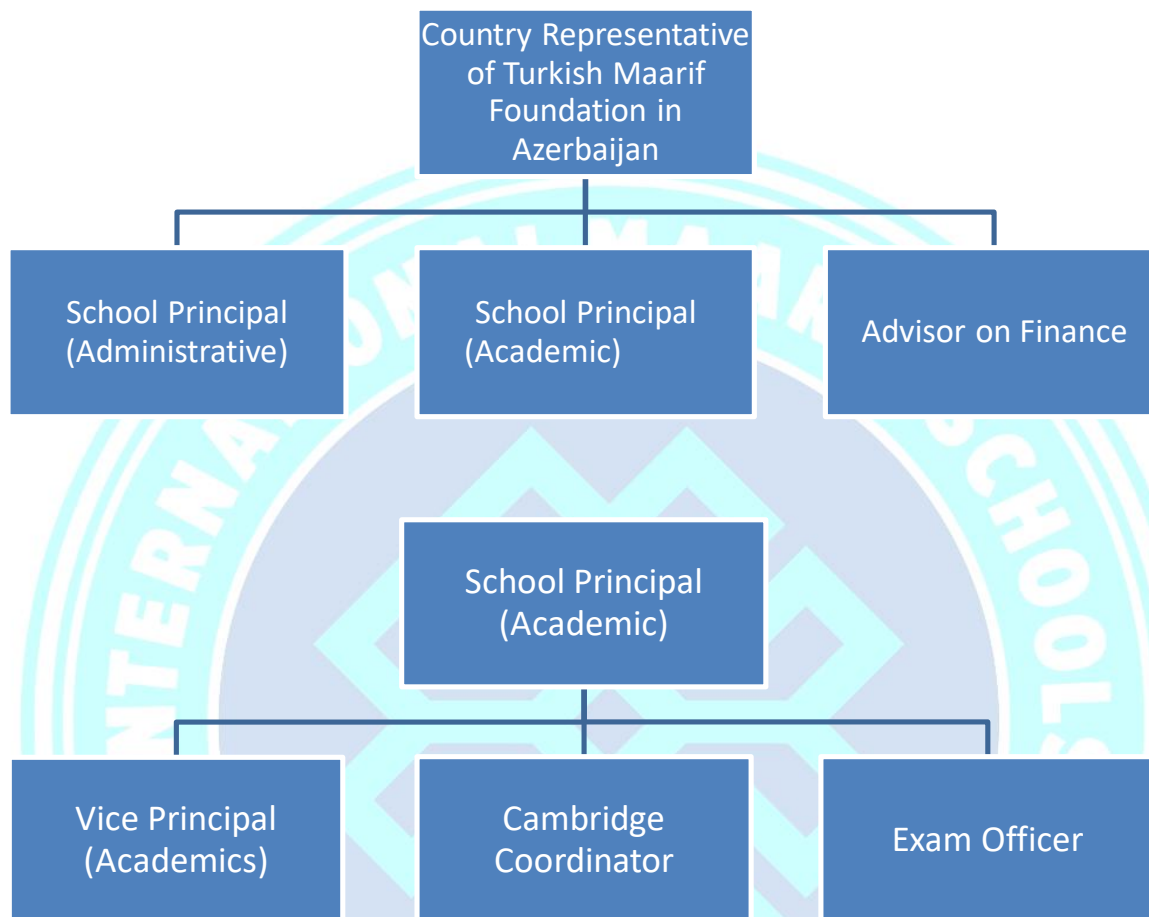 Country Representative
of Turkish Maarif
Foundation in
Azerbaijan
School Principal
(Administrative)
School Principal
(Academic)
Advisor on Finance
School Principal
(Academic)
Vice Principal
(Academics)
Cambridge
Coordinator
Exam Officer
SCHOOLS